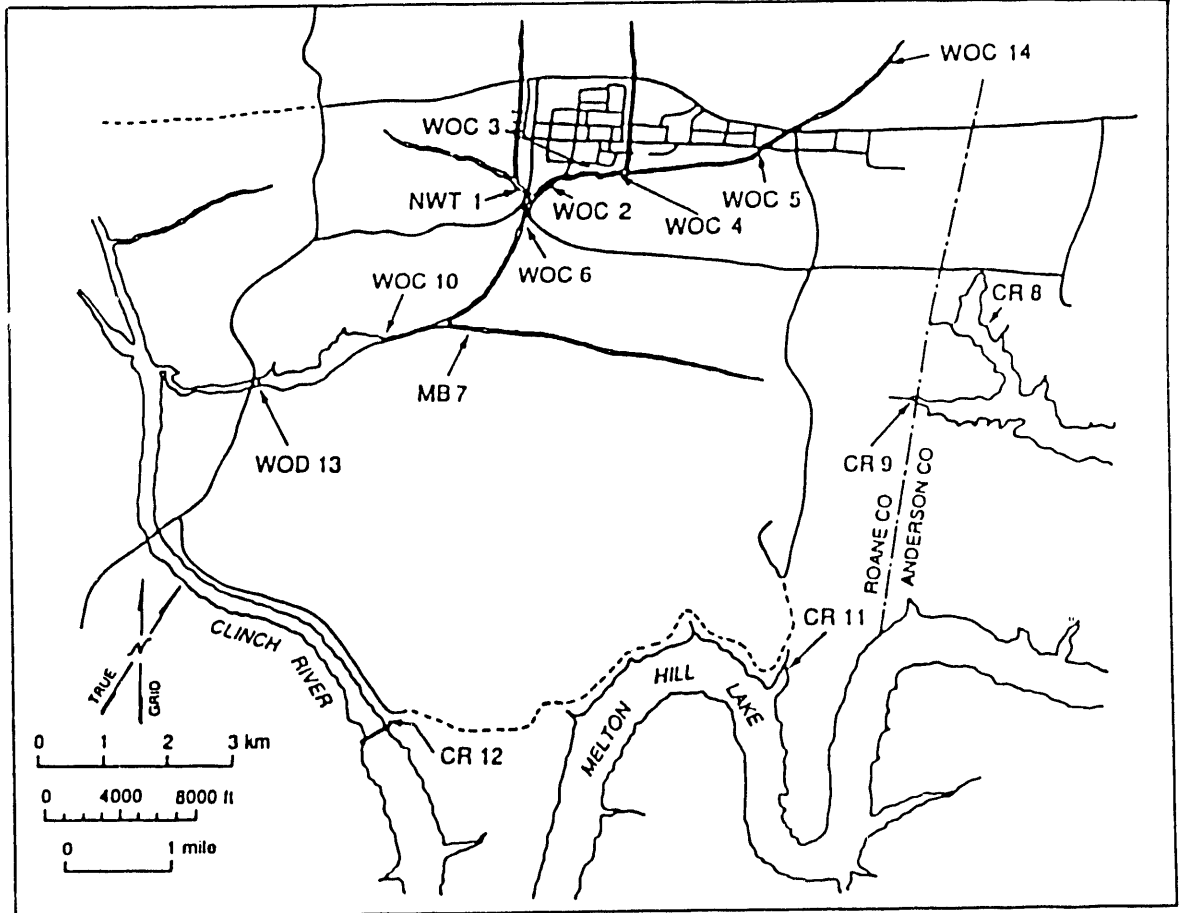 WOC 14
WOC 3
NWT 1
WOC 2
WOC 4
WOC 5
WOC 6
WOC 10
CR 8
MB 7
WOD 13
CR 9
ROANE CO
ANDERSON CO
CR 11
CLINCH RIVER
MELTON HILL LAKE
CR 12
TRUE
N
GRID
0 1 2 3 km
0 4000 8000 ft
0 1 mile